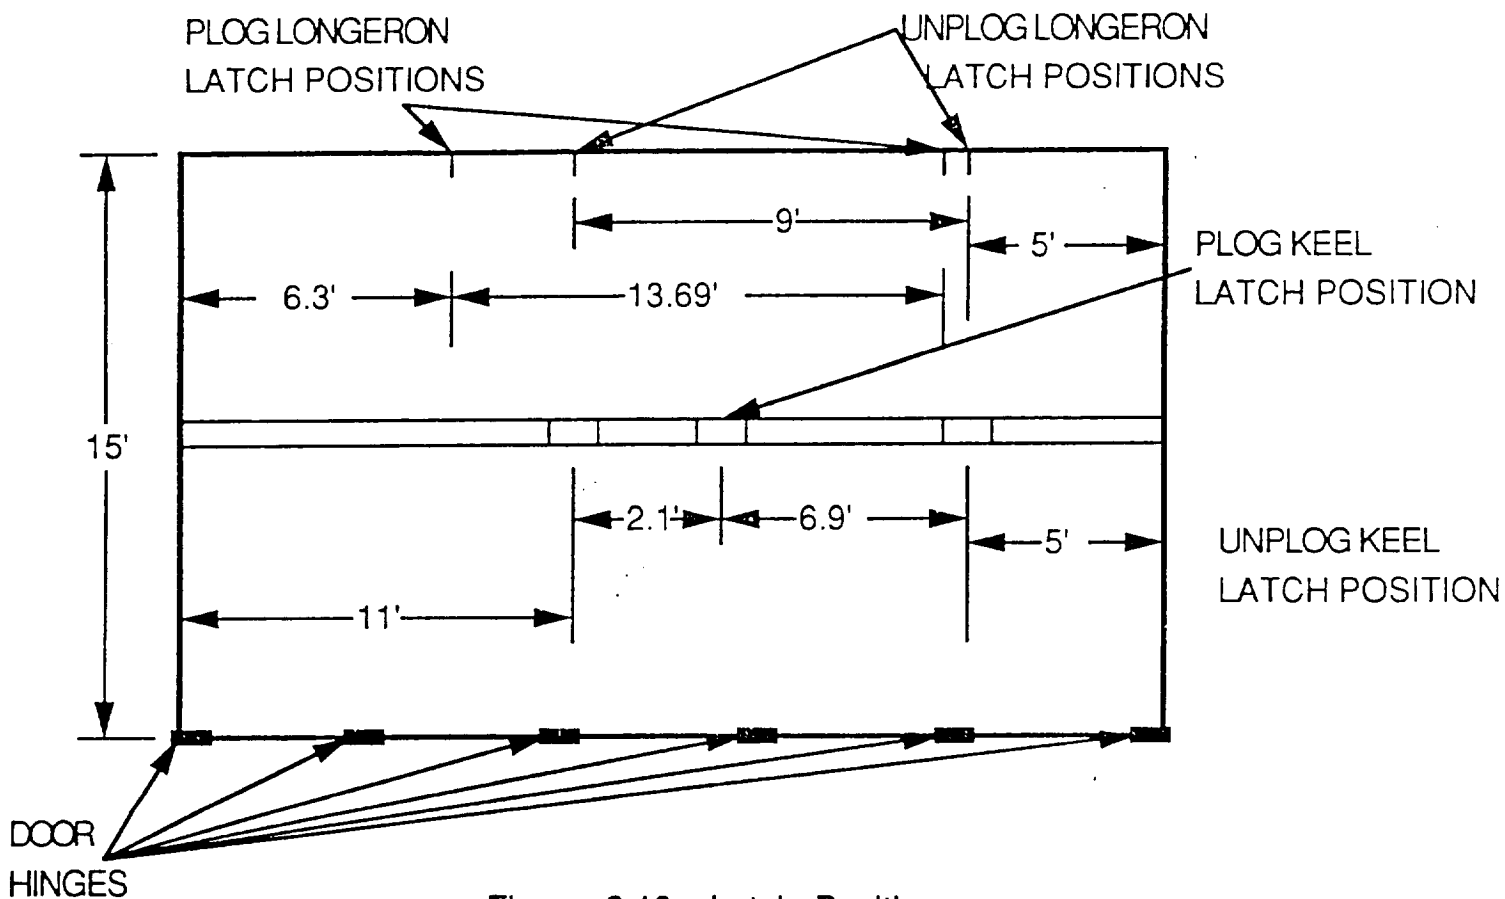 PLOG LONGERON
LATCH POSITIONS
UNPLOG LONGERON
LATCH POSITIONS
9'
5'
PLOG KEEL
LATCH POSITION
6.3'
13.69'
15'
2.1'
6.9'
5'
UNPLOG KEEL
LATCH POSITION
11'
DOOR
HINGES